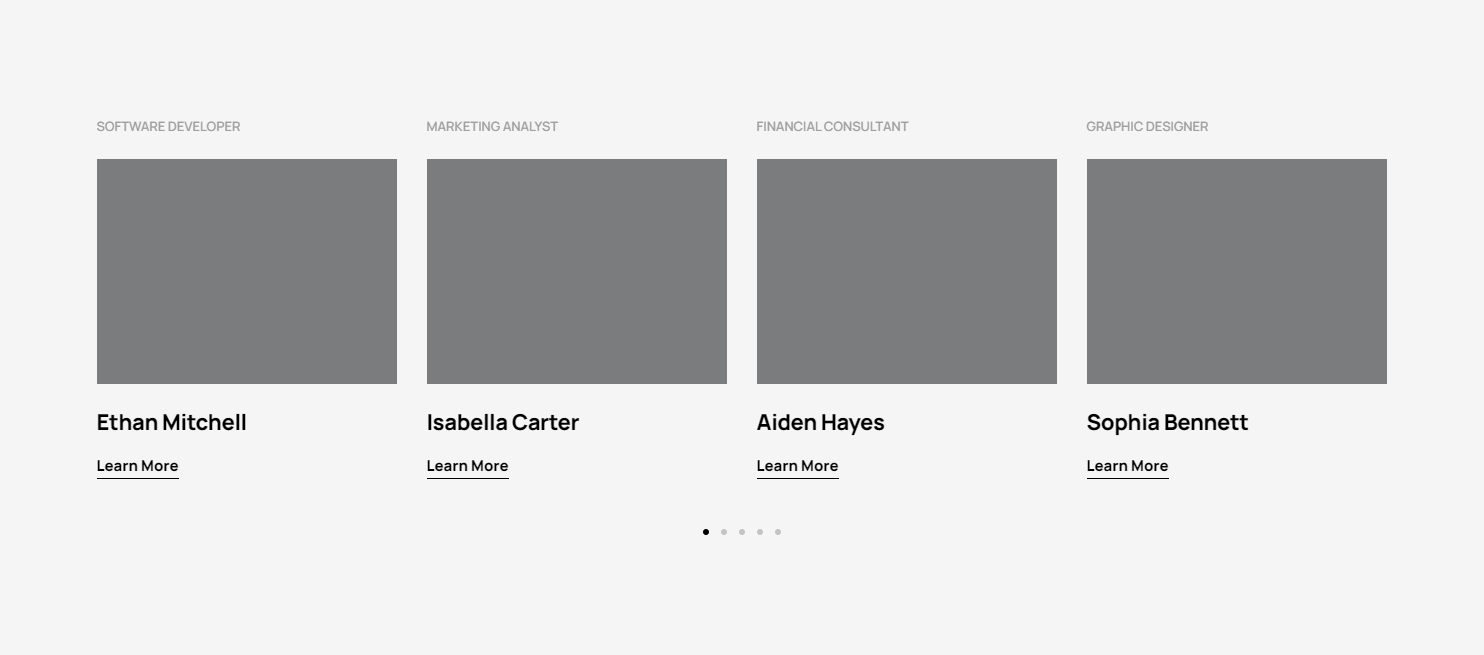 SOFTWARE DEVELOPER
MARKETING ANALYST
FINANCIAL CONSULTANT
GRAPHIC DESIGNER
Ethan Mitchell
Isabella Carter
Aiden Hayes
Sophia Bennett
Learn More
Learn More
Learn More
Learn More